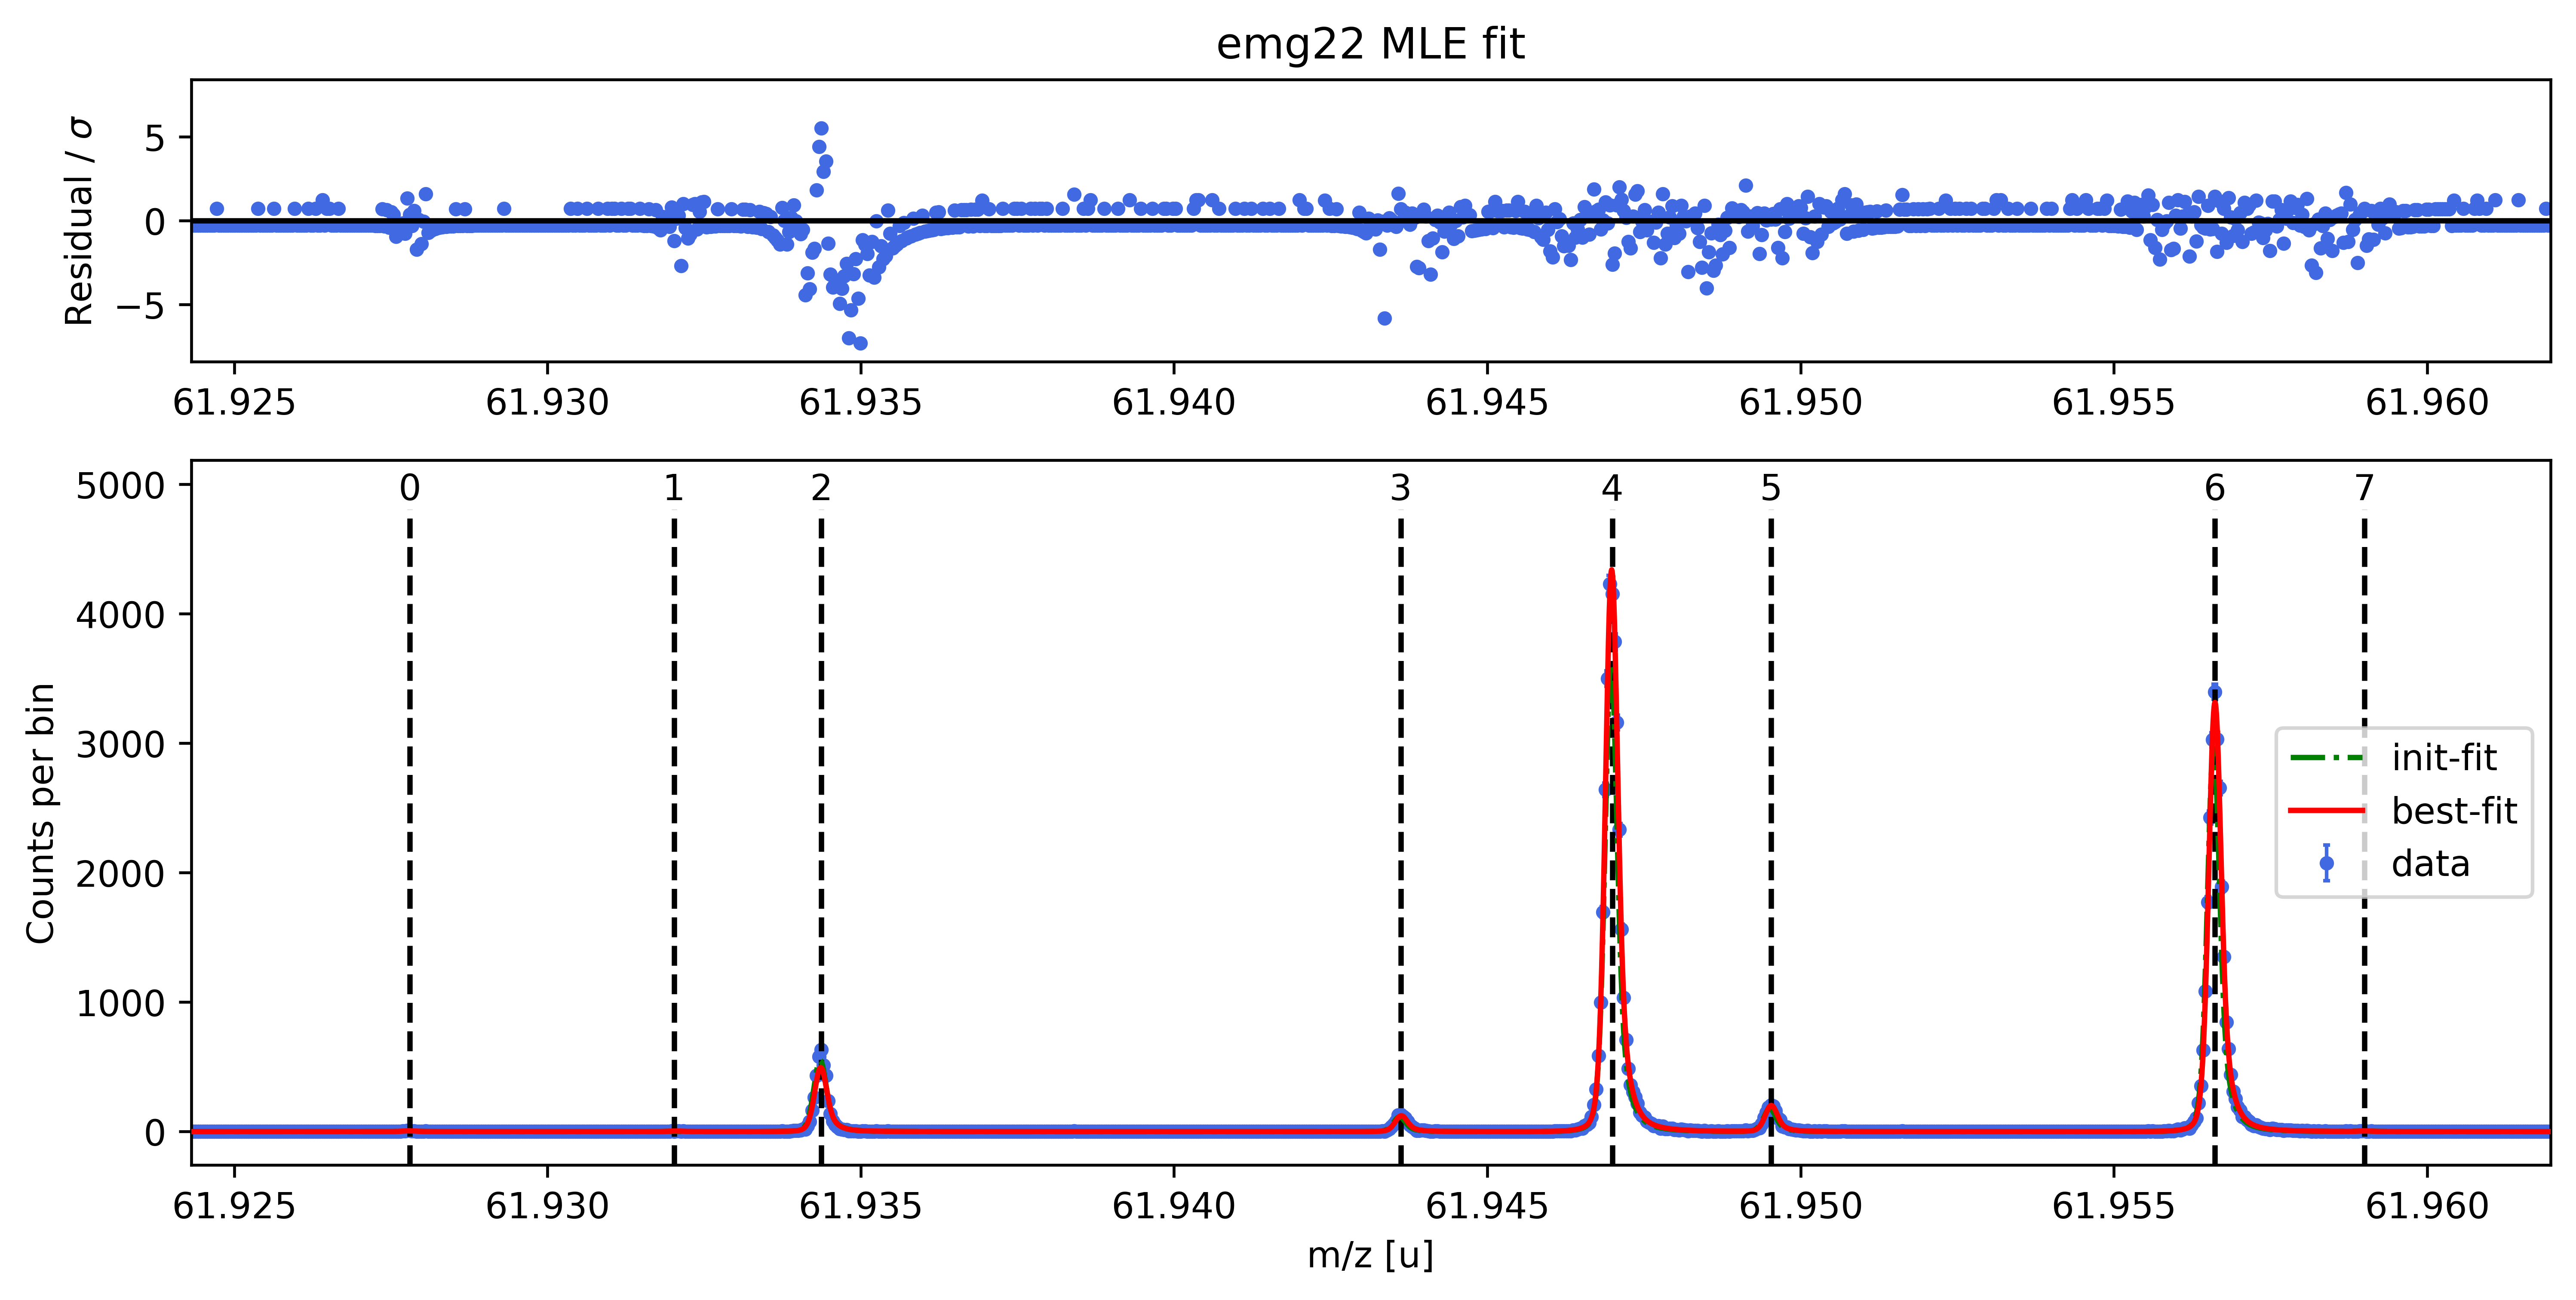 emg22 MLE fit
Residual / σ
5
0
−5
61.925 61.930 61.935 61.940 61.945 61.950 61.955 61.960
Counts per bin
5000
4000
3000
2000
1000
0
0 1 2 3 4 5 6 7
init-fit
best-fit
data
61.925 61.930 61.935 61.940 61.945 61.950 61.955 61.960
m/z [u]